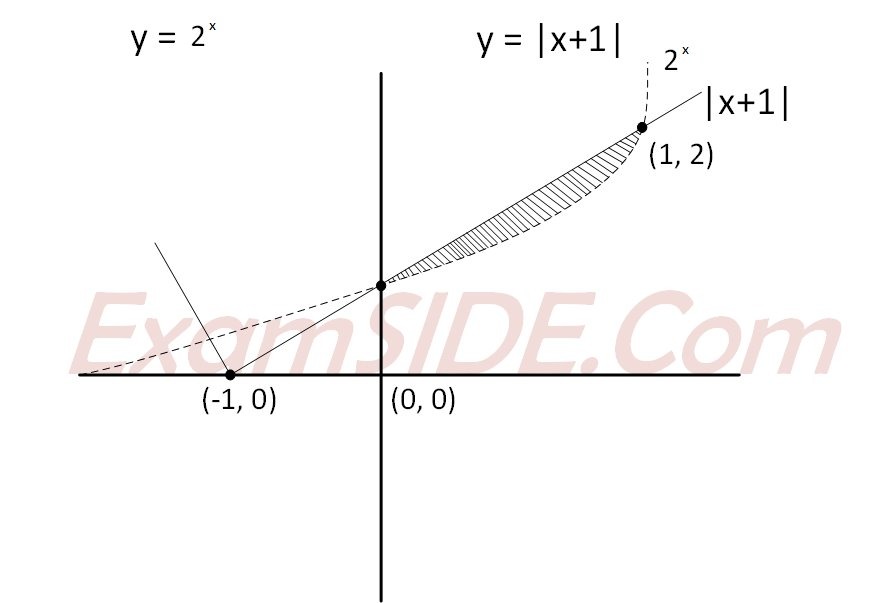 y = 2ˣ
y = |x+1|
2ˣ
|x+1|
(1, 2)
ExamSIDE.Com
(-1, 0)
(0, 0)